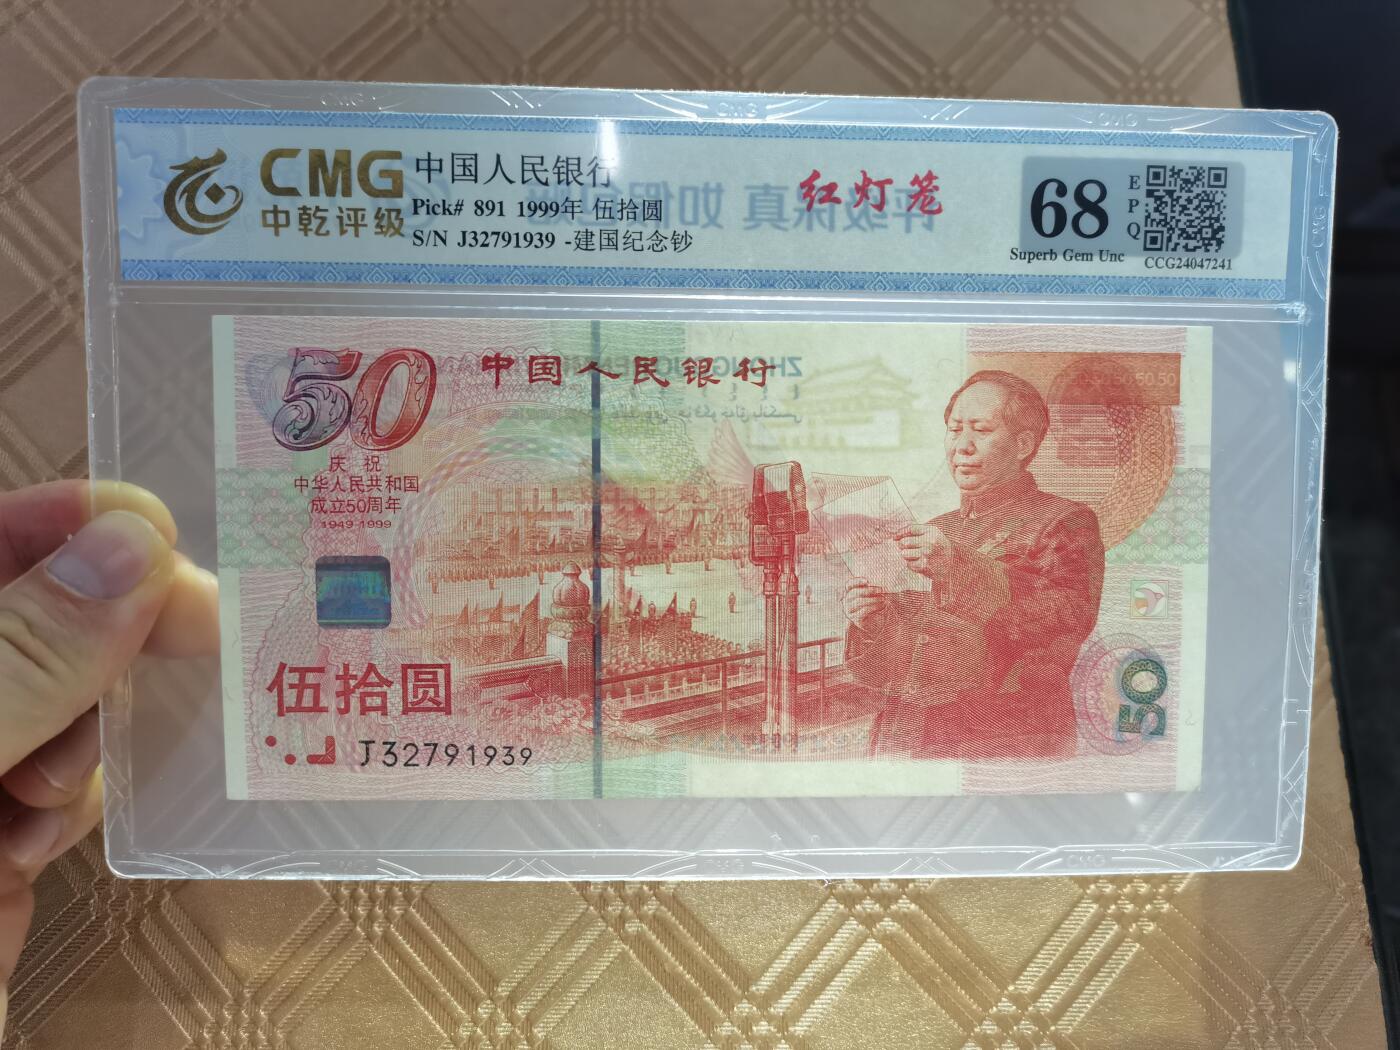 CMG
中乾评级
中国人民银行
Pick# 891 1999年 伍拾圆
S/N J32791939 -建国纪念钞
红灯笼
68
EPQ
Superb Gem Unc
CCG24047241
50
中国人民银行
庆祝
中华人民共和国
成立50周年
1949-1999
伍拾圆
J32791939
50